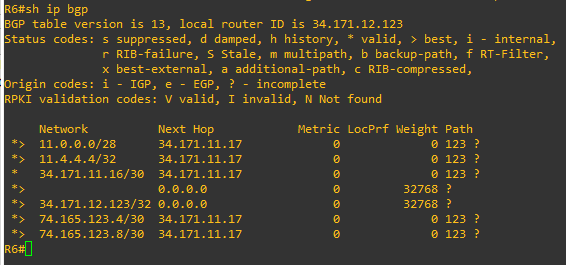 R6#sh ip bgp
BGP table version is 13, local router ID is 34.171.12.123
Status codes: s suppressed, d damped, h history, * valid, > best, i - internal,
              r RIB-failure, S Stale, m multipath, b backup-path, f RT-Filter,
              x best-external, a additional-path, c RIB-compressed,
Origin codes: i - IGP, e - EGP, ? - incomplete
RPKI validation codes: V valid, I invalid, N Not found

     Network          Next Hop            Metric LocPrf Weight Path
 *>  11.0.0.0/28      34.171.11.17             0             0 123 ?
 *>  11.4.4.4/32      34.171.11.17             0             0 123 ?
 *   34.171.11.16/30  34.171.11.17             0             0 123 ?
 *>                   0.0.0.0                  0         32768 ?
 *>  34.171.12.123/32 0.0.0.0                  0         32768 ?
 *>  74.165.123.4/30  34.171.11.17             0             0 123 ?
 *>  74.165.123.8/30  34.171.11.17             0             0 123 ?
R6#